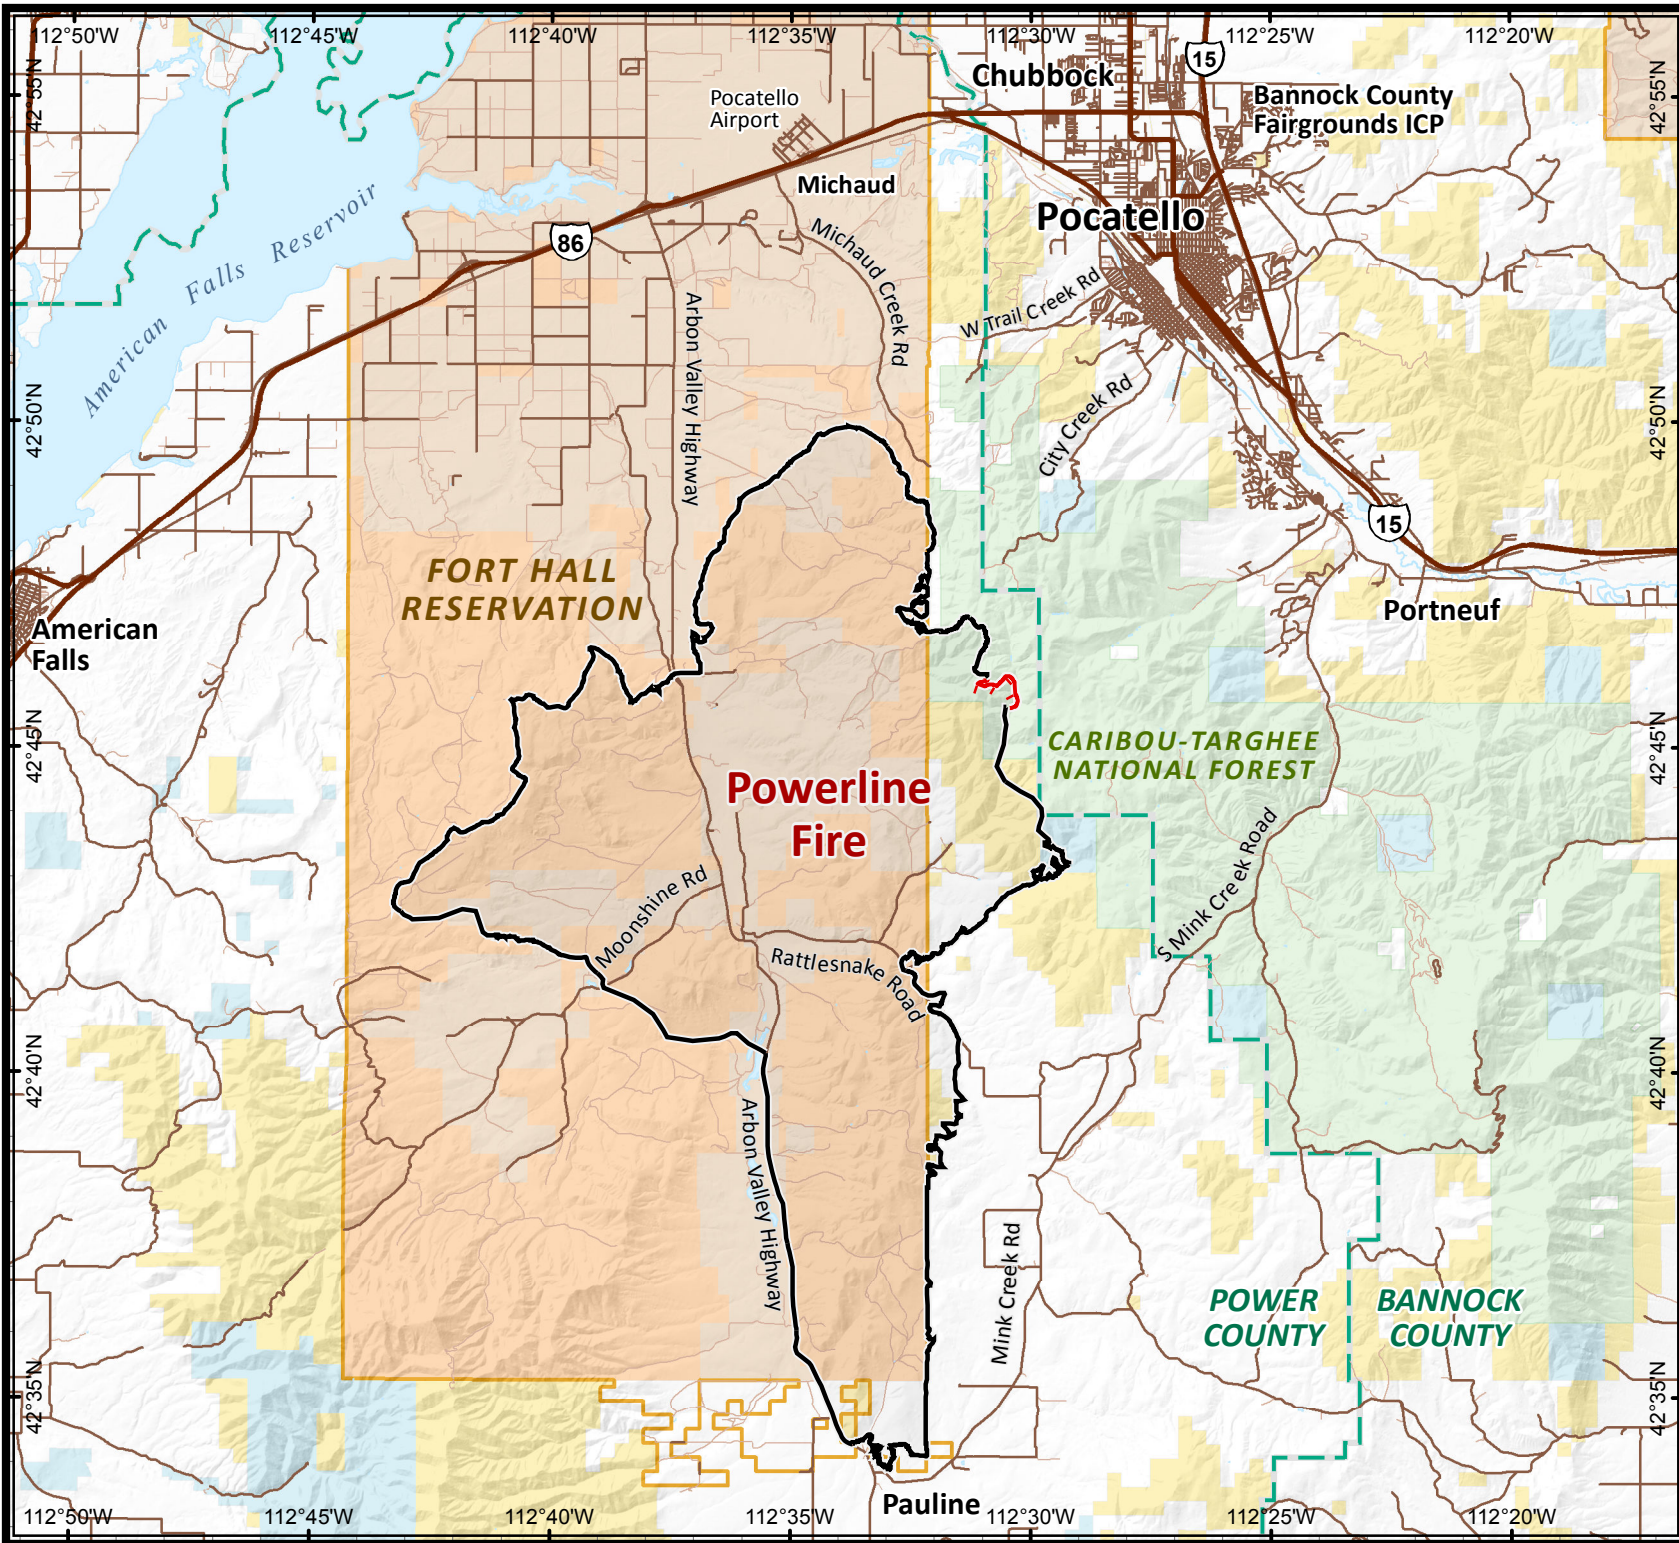 112°50'W
112°45'W
112°40'W
112°35'W
112°30'W
112°25'W
112°20'W
15
Chubbock
Bannock County
Fairgrounds ICP
Pocatello
Airport
42°55'N
42°55'N
Michaud
Pocatello
American Falls Reservoir
86
Michaud Creek Rd
W Trail Creek Rd
Arbon Valley Highway
City Creek Rd
42°50'N
42°50'N
15
FORT HALL
RESERVATION
Portneuf
American
Falls
42°45'N
42°45'N
CARIBOU-TARGHEE
NATIONAL FOREST
Powerline
Fire
S Mink Creek Road
Moonshine Rd
Rattlesnake Road
42°40'N
42°40'N
Arbon Valley Highway
Mink Creek Rd
POWER
COUNTY
BANNOCK
COUNTY
42°35'N
42°35'N
Pauline
112°50'W
112°45'W
112°40'W
112°35'W
112°30'W
112°25'W
112°20'W